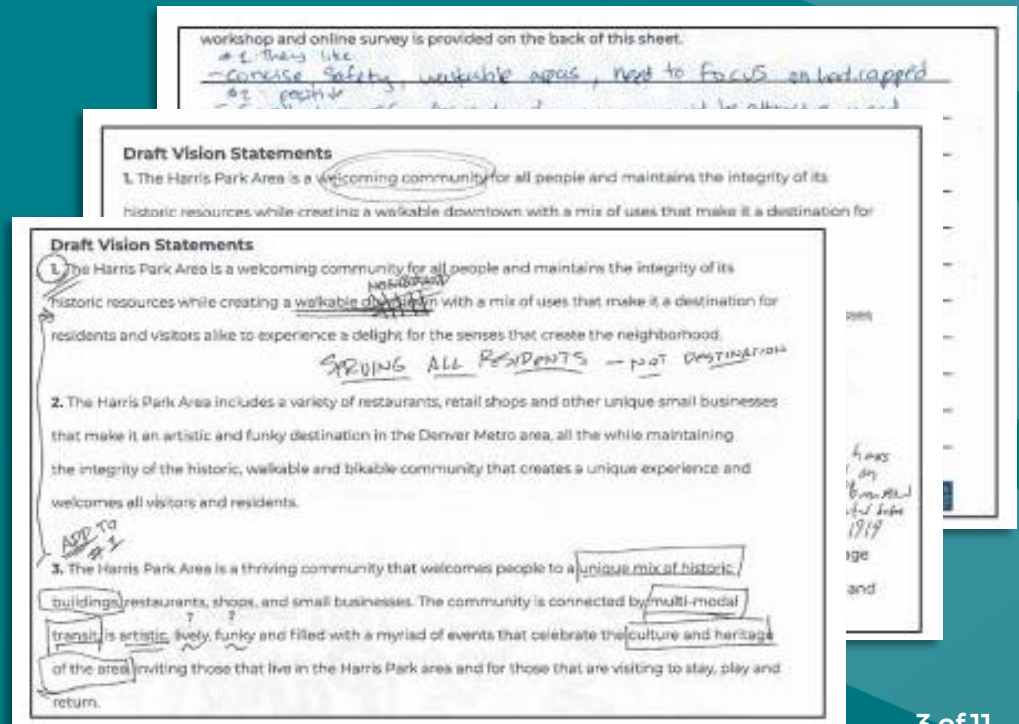 workshop and online survey is provided on the back of this sheet.
#1 they like
- concise, safety, walkable areas, need to focus on
#2 positive
Draft Vision Statements
1. The Harris Park Area is a welcoming community for all people and maintains the integrity of its
historic resources while creating a walkable downtown with a mix of uses that make it a destination for
1919
and
Draft Vision Statements
1. The Harris Park Area is a welcoming community for all people and maintains the integrity of its
NEIGHBORHOOD
historic resources while creating a walkable downtown with a mix of uses that make it a destination for
residents and visitors alike to experience a delight for the senses that create the neighborhood.
SERVING ALL RESIDENTS - NOT DESTINATION
2. The Harris Park Area includes a variety of restaurants, retail shops and other unique small businesses
that make it an artistic and funky destination in the Denver Metro area, all the while maintaining
the integrity of the historic, walkable and bikable community that creates a unique experience and
welcomes all visitors and residents.
ADD TO
#1
3. The Harris Park Area is a thriving community that welcomes people to a unique mix of historic
buildings, restaurants, shops, and small businesses. The community is connected by multi-modal
? ?
transit, is artistic, lively, funky and filled with a myriad of events that celebrate the culture and heritage
of the area inviting those that live in the Harris Park area and for those that are visiting to stay, play and
return.
3 of 11